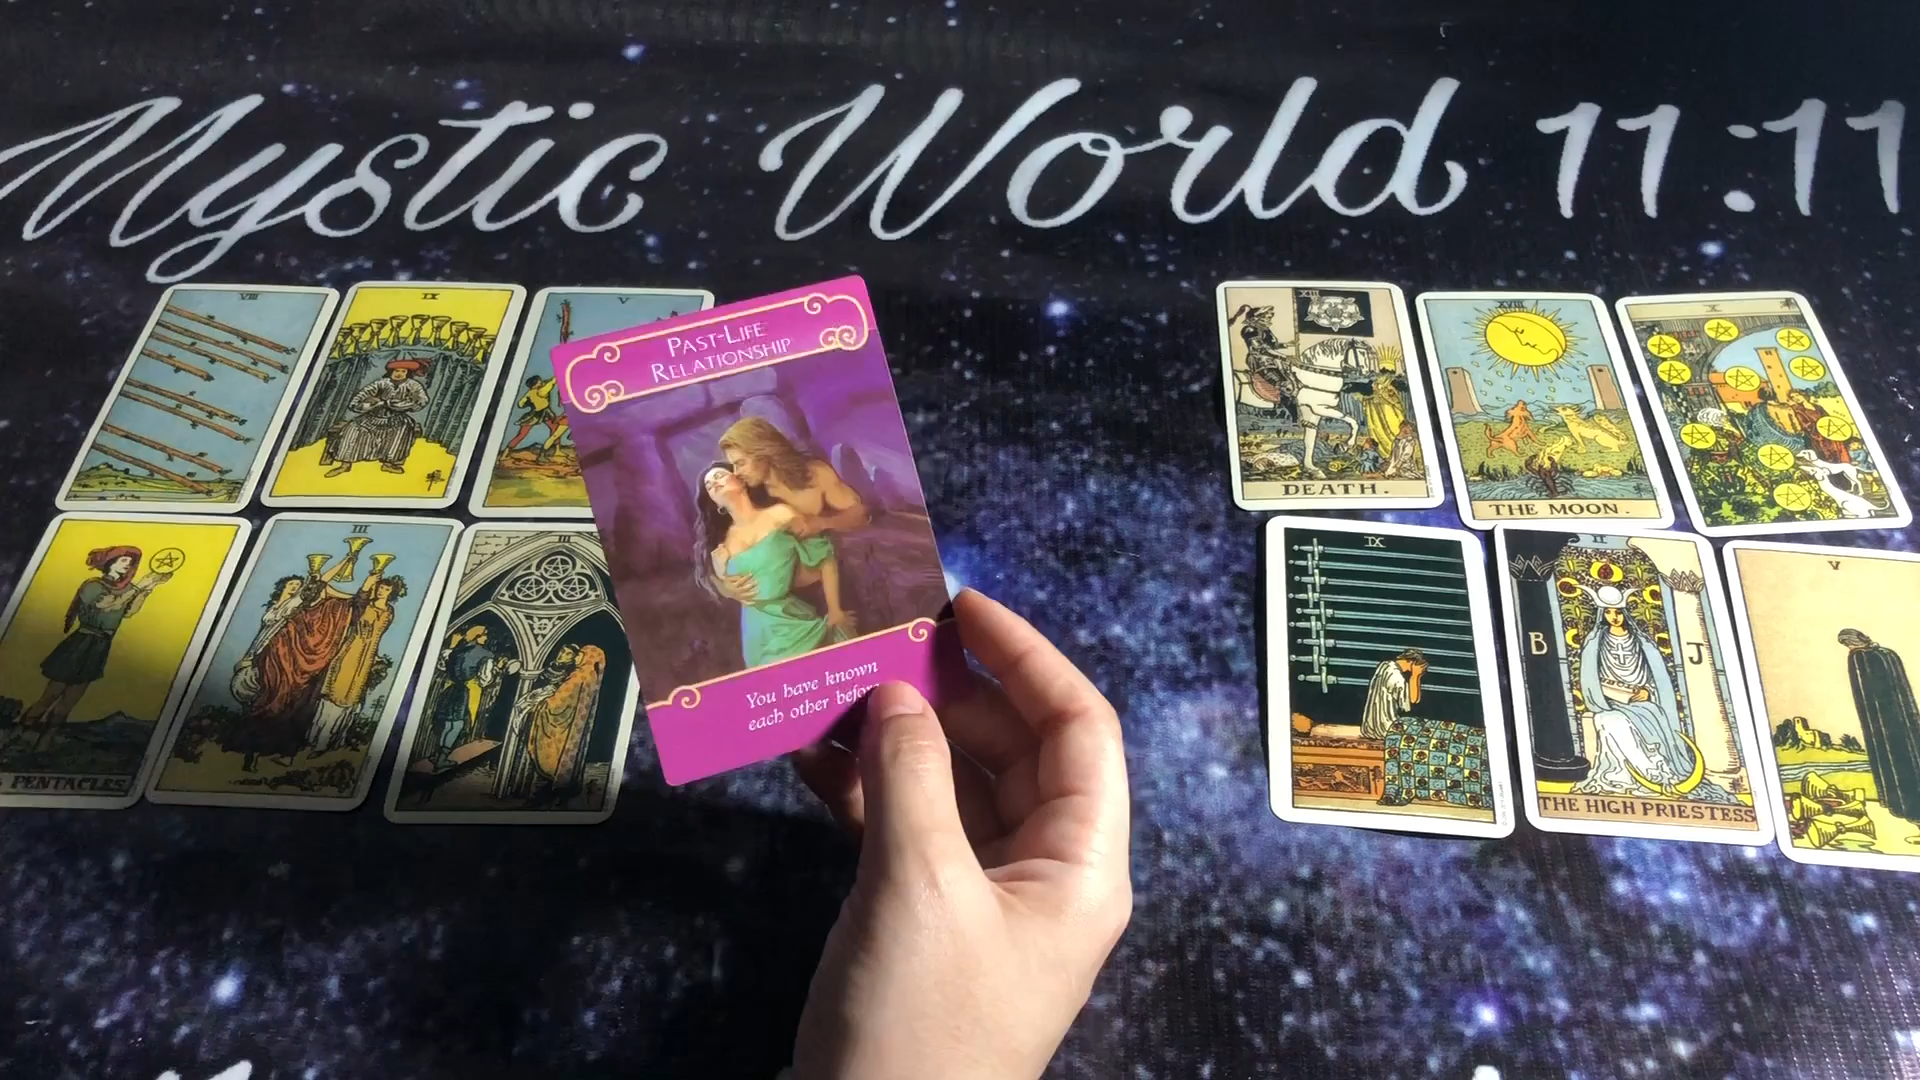 Mystic World 11:11
VIII
IX
V
PAST-LIFE
RELATIONSHIP
You have known
each other before
XIII
DEATH.
XVIII
THE MOON.
X
PENTACLES
III
III
IX
II
B
J
THE HIGH PRIESTESS
V